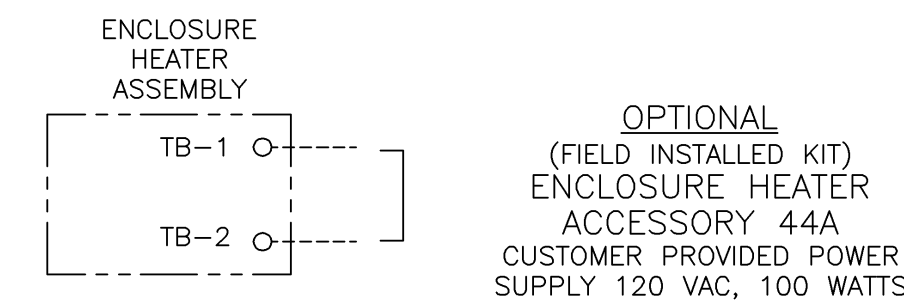 ENCLOSURE
HEATER
ASSEMBLY
TB-1
TB-2
OPTIONAL
(FIELD INSTALLED KIT)
ENCLOSURE HEATER
ACCESSORY 44A
CUSTOMER PROVIDED POWER
SUPPLY 120 VAC, 100 WATTS